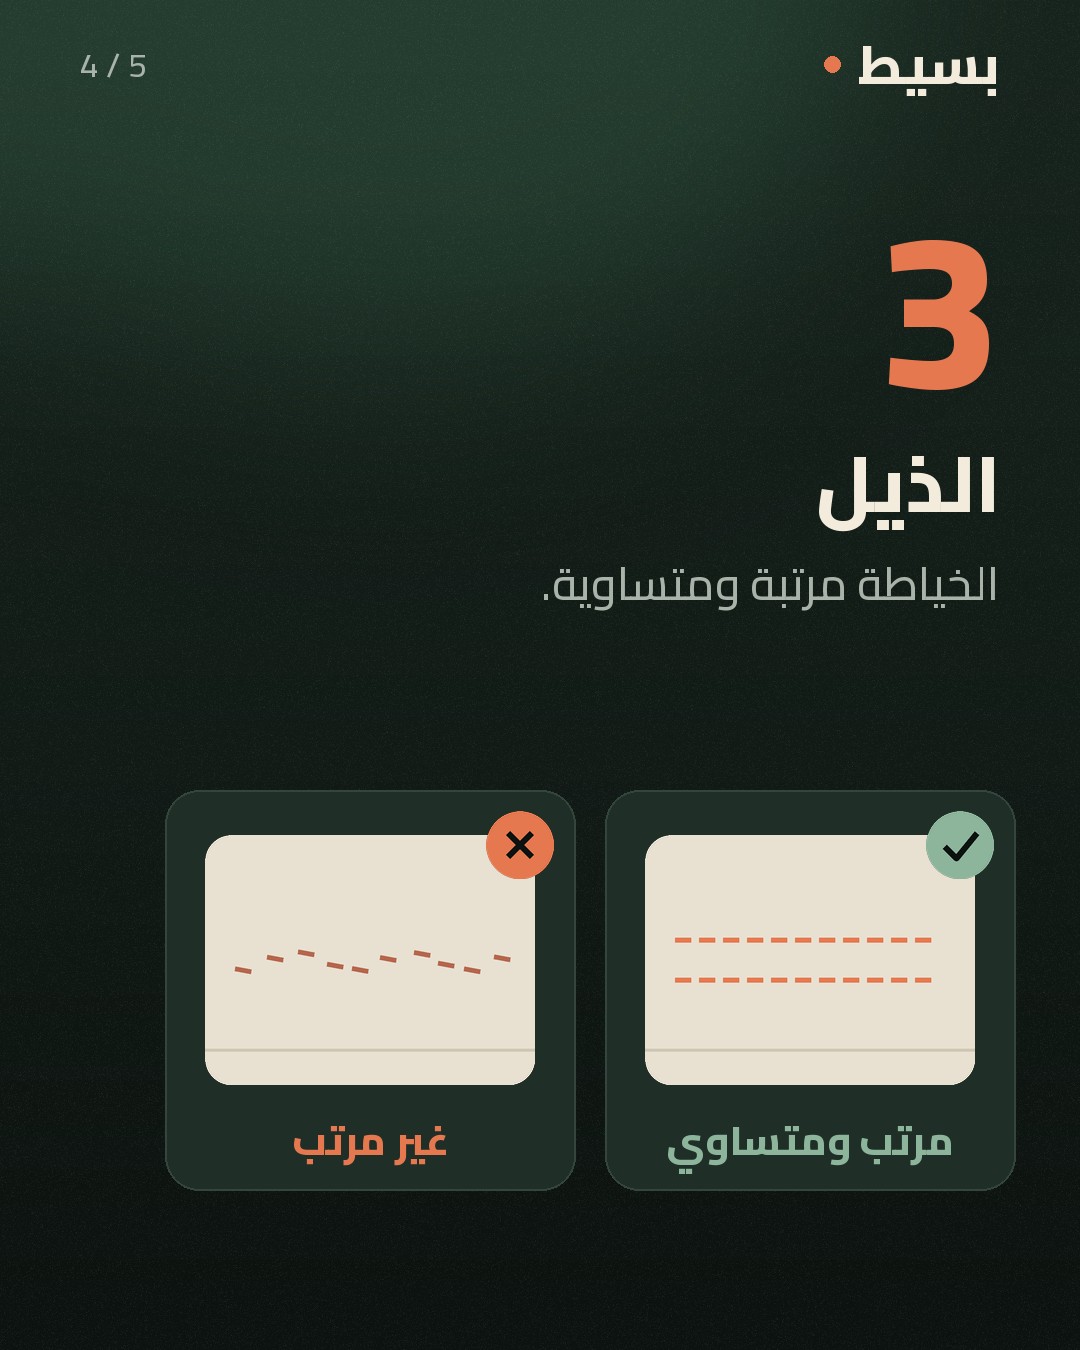 بسيط
4 / 5
3
الذيل
الخياطة مرتبة ومتساوية.
مرتب ومتساوي
غير مرتب